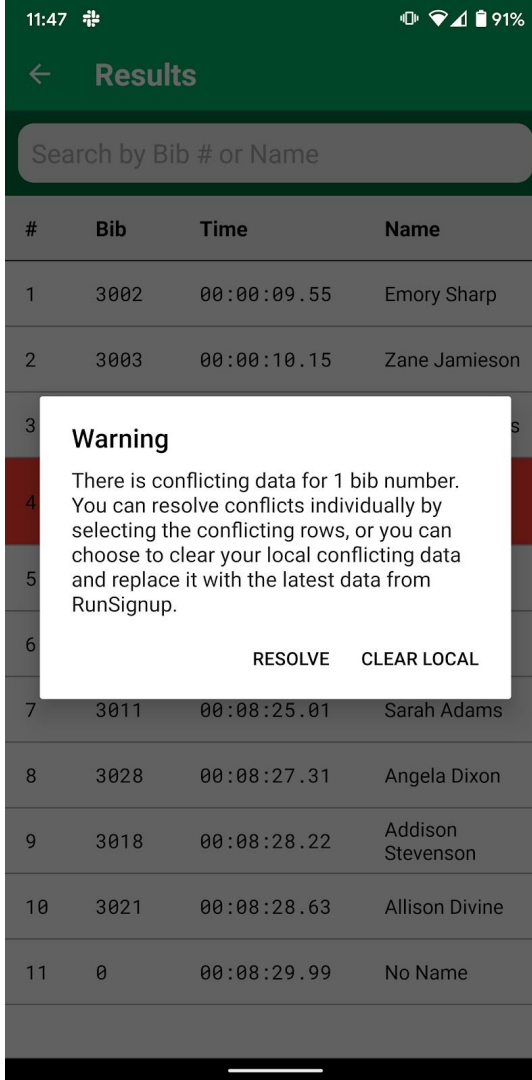 11:47 91%
Results
Search by Bib # or Name
# Bib Time Name
1 3002 00:00:09.55 Emory Sharp
2 3003 00:00:10.15 Zane Jamieson
3 s
Warning
There is conflicting data for 1 bib number.
You can resolve conflicts individually by
selecting the conflicting rows, or you can
choose to clear your local conflicting data
and replace it with the latest data from
RunSignup.
RESOLVE CLEAR LOCAL
4
5
6
7 3011 00:08:25.01 Sarah Adams
8 3028 00:08:27.31 Angela Dixon
9 3018 00:08:28.22 Addison
Stevenson
10 3021 00:08:28.63 Allison Divine
11 0 00:08:29.99 No Name